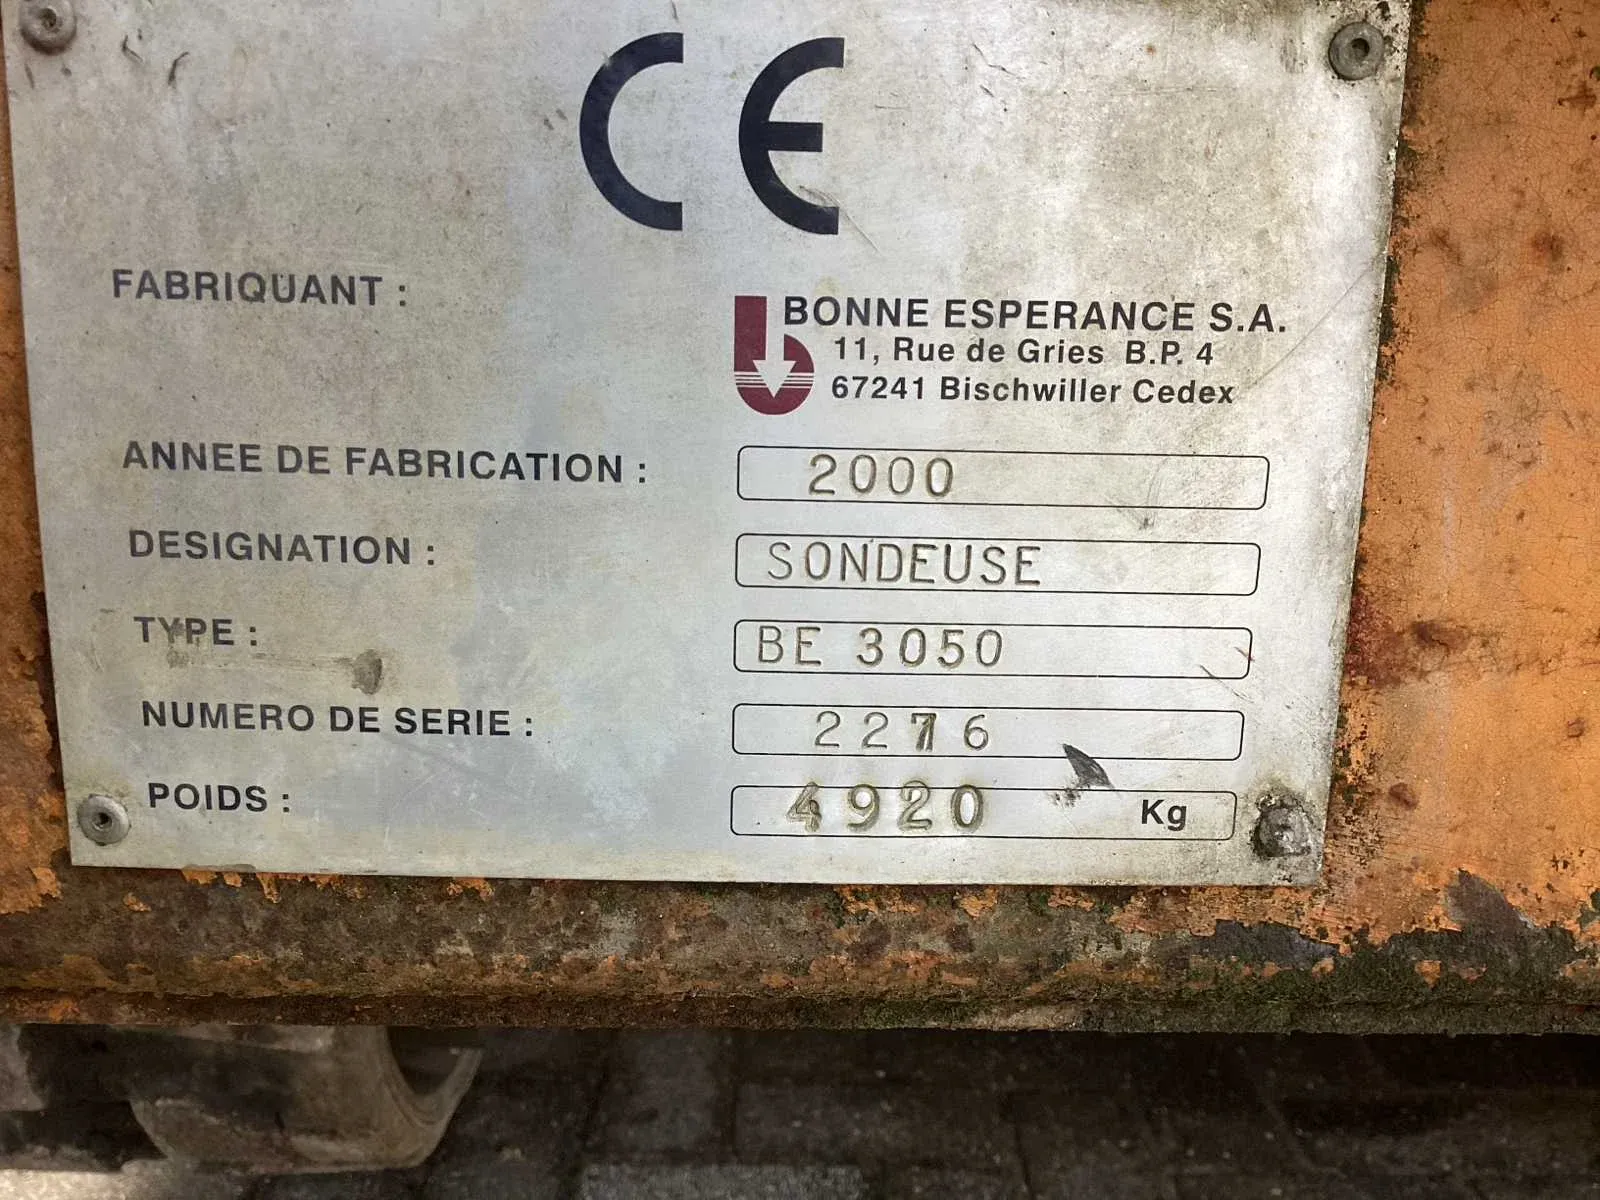 CE
FABRIQUANT :
BONNE ESPERANCE S.A.
11, Rue de Gries B.P. 4
67241 Bischwiller Cedex
ANNEE DE FABRICATION : 2000
DESIGNATION : SONDEUSE
TYPE : BE 3050
NUMERO DE SERIE : 2276
POIDS : 4920 Kg